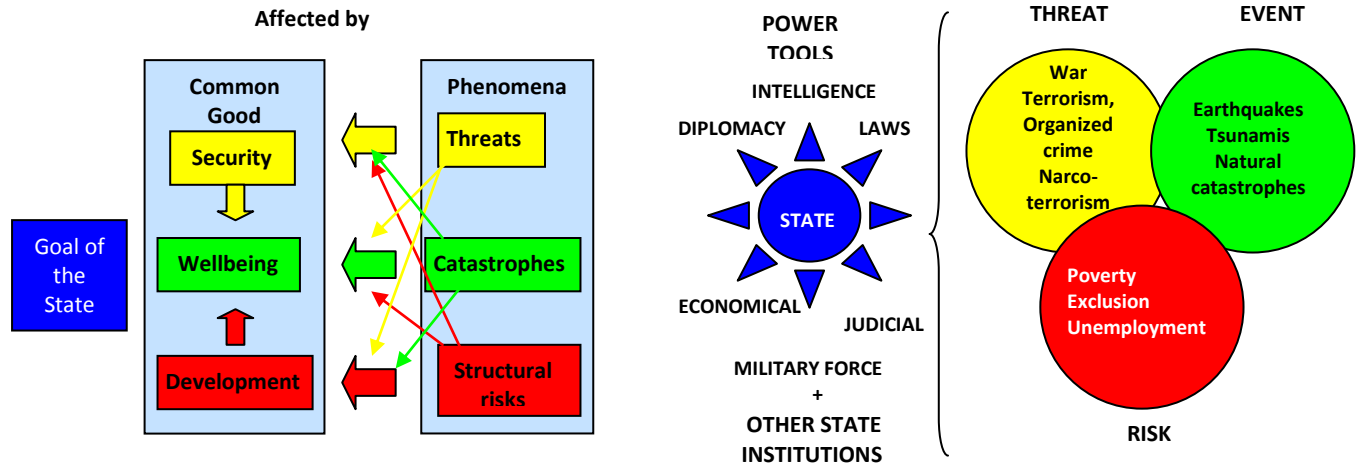 Affected by
Goal of
the
State
Common
Good
Security
Wellbeing
Development
Phenomena
Threats
Catastrophes
Structural
risks
POWER
TOOLS
INTELLIGENCE
DIPLOMACY
LAWS
STATE
ECONOMICAL
JUDICIAL
MILITARY FORCE
+
OTHER STATE
INSTITUTIONS
THREAT
EVENT
War
Terrorism,
Organized
crime
Narco-
terrorism
Earthquakes
Tsunamis
Natural
catastrophes
Poverty
Exclusion
Unemployment
RISK